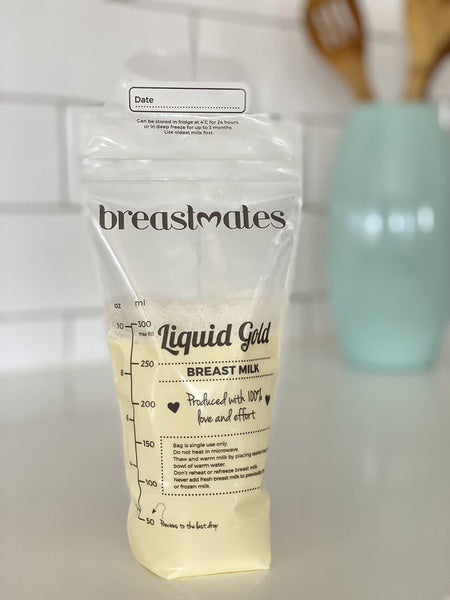 Date
Can be stored in fridge at 4°C for 24 hours
or in deep freeze for up to 3 months.
Use oldest milk first.
breastmates
oz ml
10 300
max fill
Liquid Gold
250
BREAST MILK
8
Produced with 100%
200
love and effort
6
Bag is single use only.
150
Do not heat in microwave.
Thaw and warm milk by placing sealed bag
bowl of warm water.
4
Don't reheat or refreeze breast milk.
100
Never add fresh breast milk to previously
or frozen milk.
50
Precious to the last drop